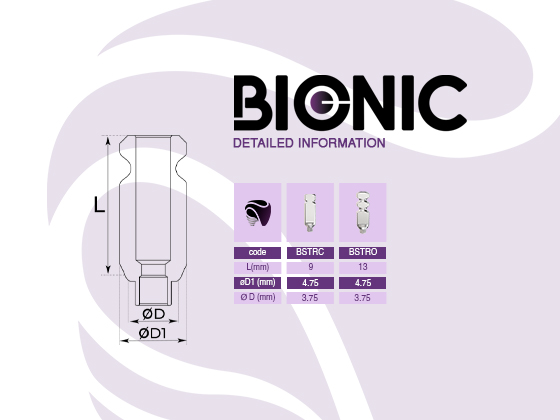 BIONIC
DETAILED INFORMATION
L
ØD
ØD1
code BSTRC BSTRO
L(mm) 9 13
øD1 (mm) 4.75 4.75
Ø D (mm) 3.75 3.75